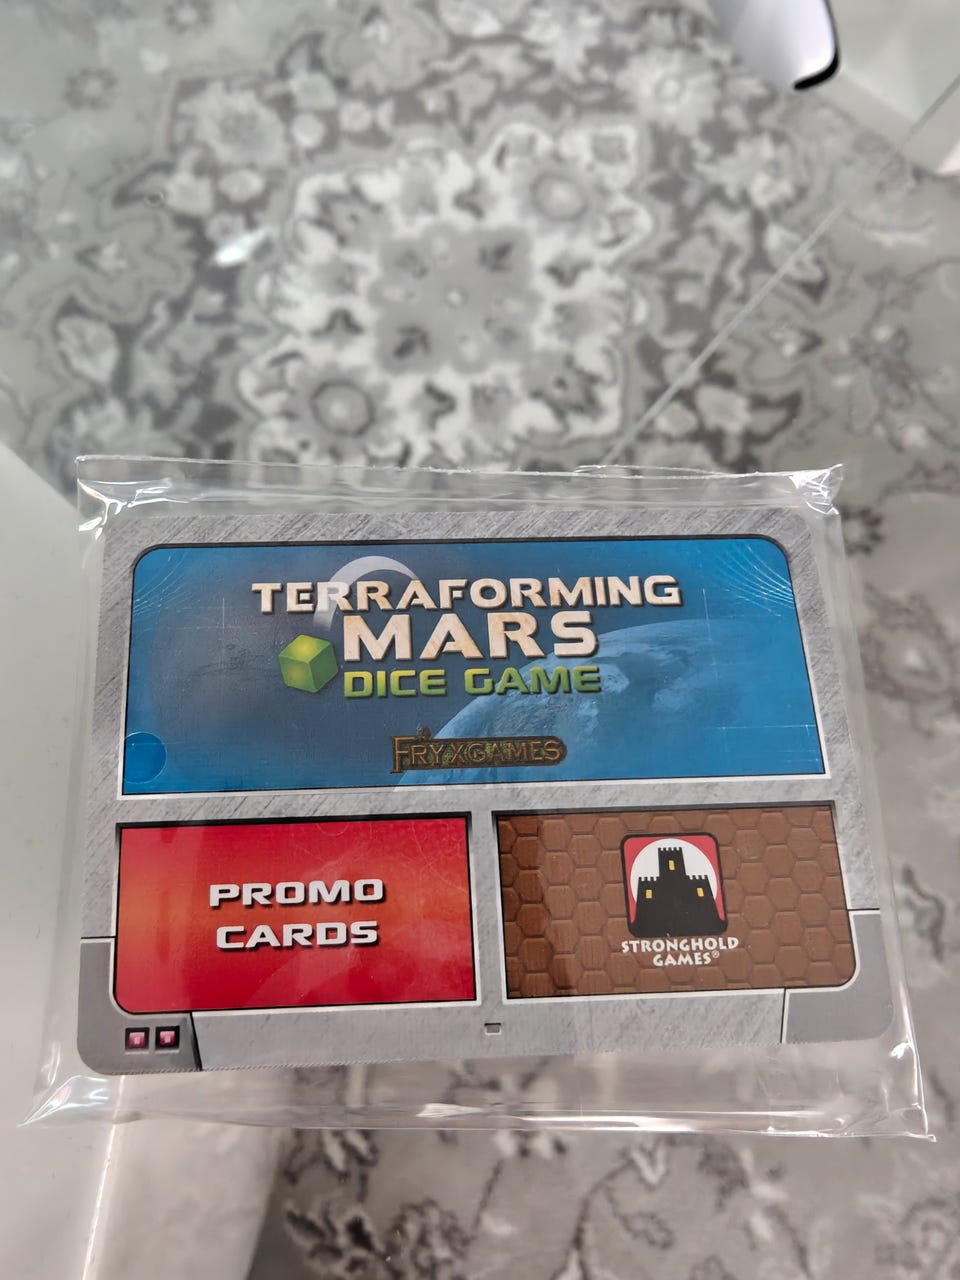 TERRAFORMING
MARS
DICE GAME
FRYXGAMES
PROMO
CARDS
STRONGHOLD
GAMES®